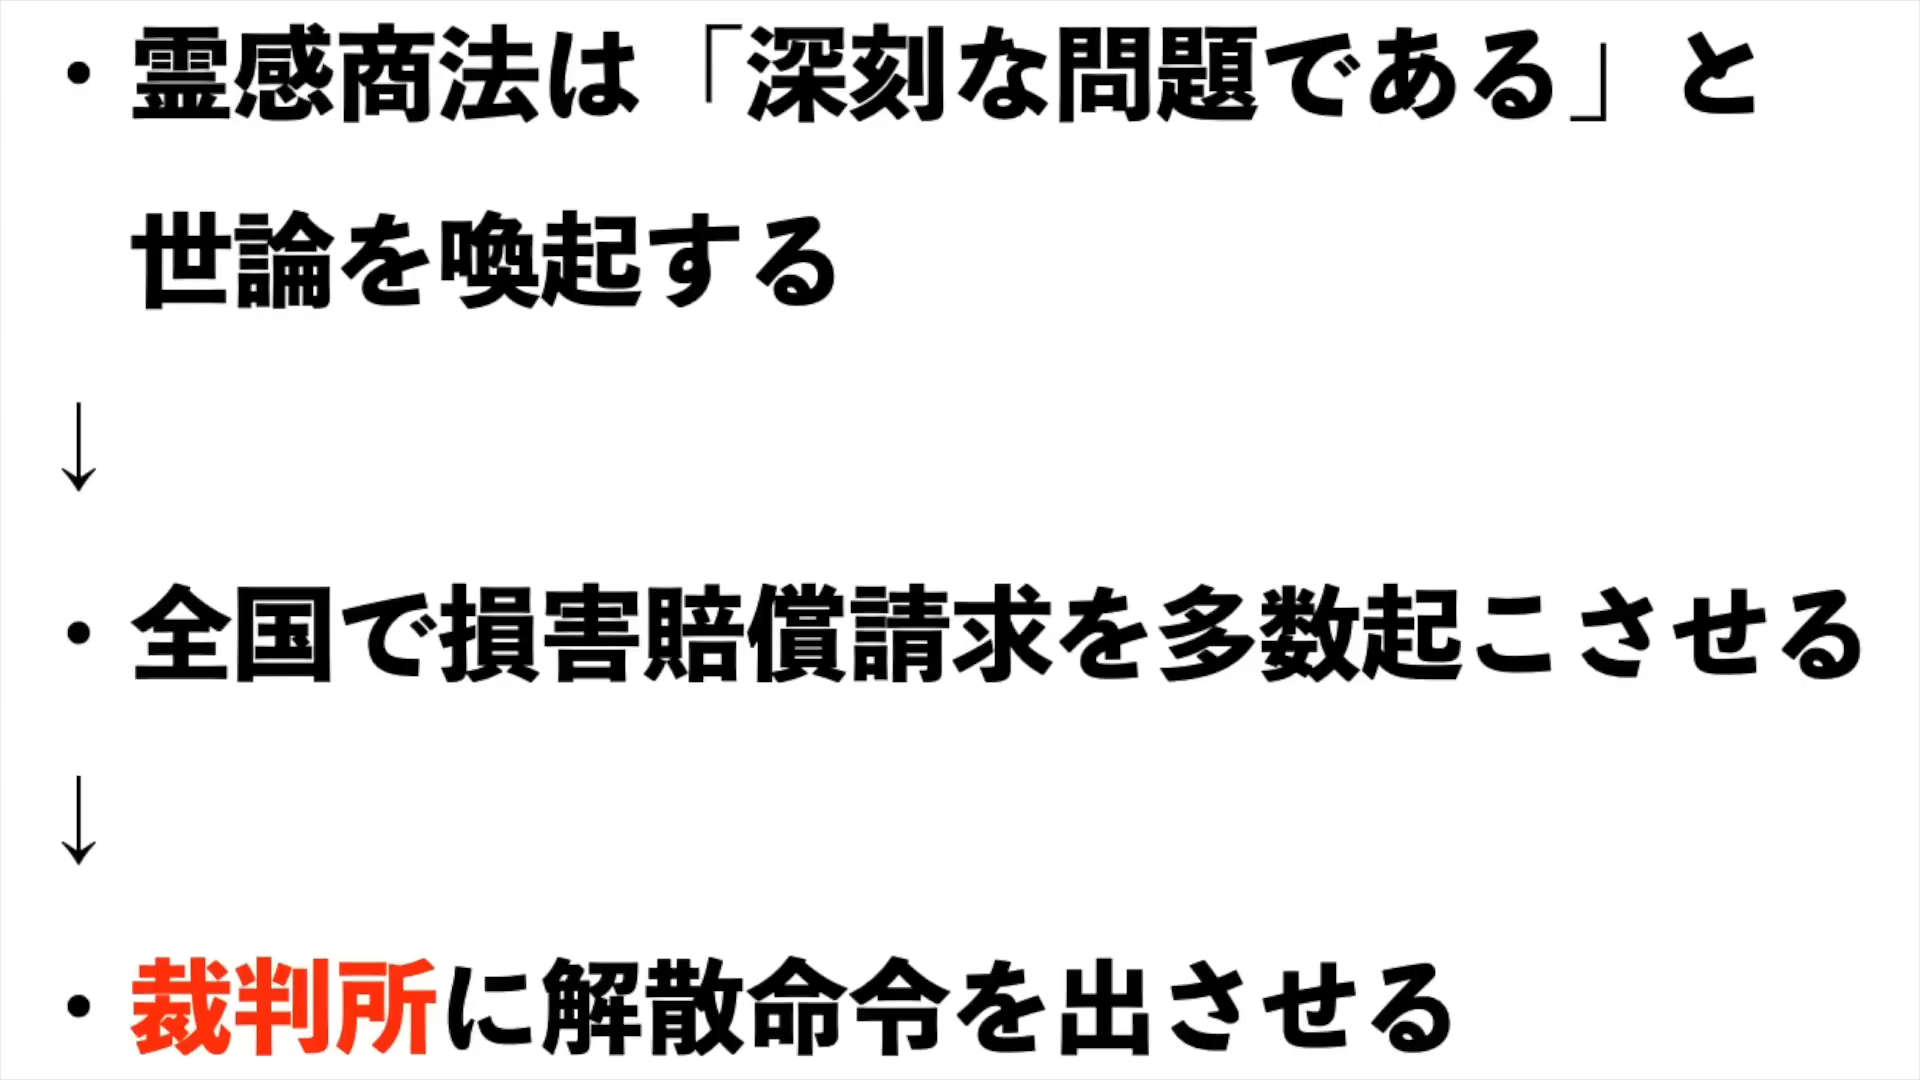 ・霊感商法は「深刻な問題である」と
世論を喚起する
↓
・全国で損害賠償請求を多数起こさせる
↓
・裁判所に解散命令を出させる